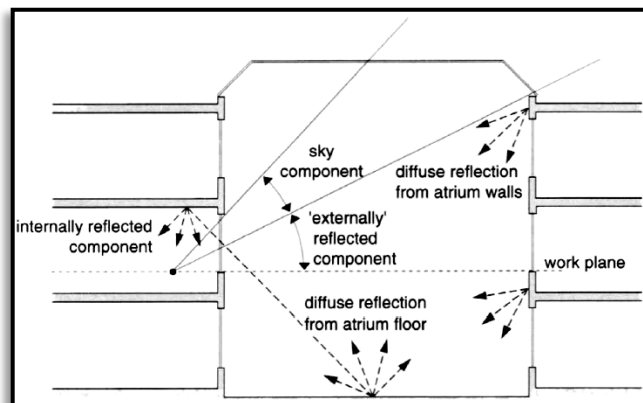 sky
component
diffuse reflection
from atrium walls
'externally'
reflected
component
internally reflected
component
work plane
diffuse reflection
from atrium floor